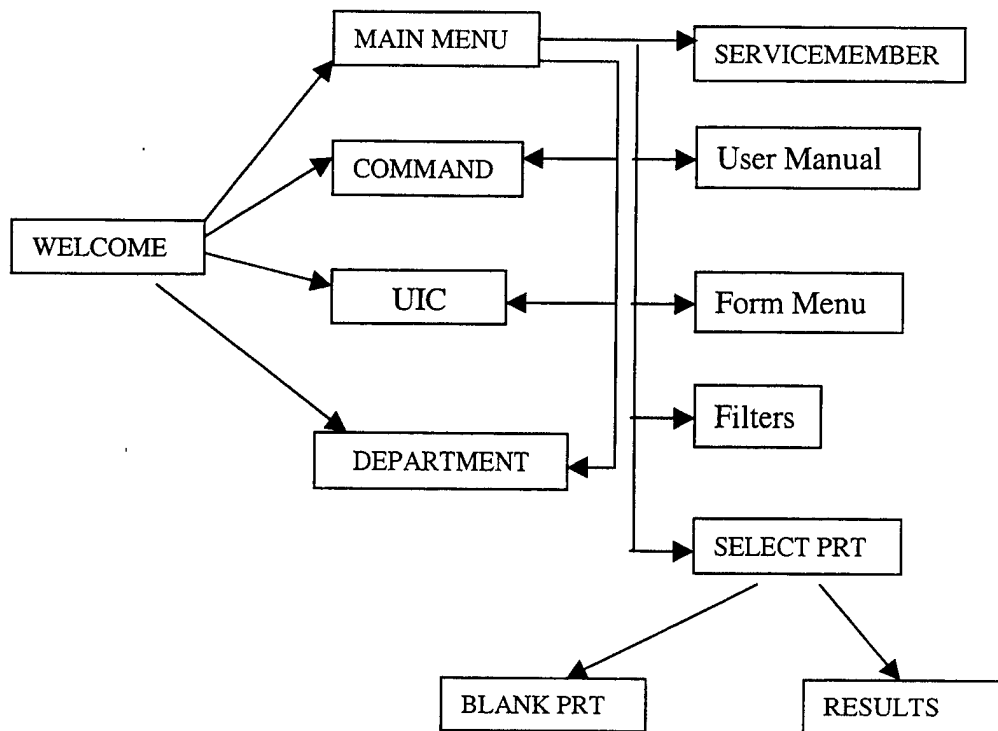 MAIN MENU
SERVICEMEMBER
COMMAND
User Manual
WELCOME
UIC
Form Menu
Filters
DEPARTMENT
SELECT PRT
BLANK PRT
RESULTS